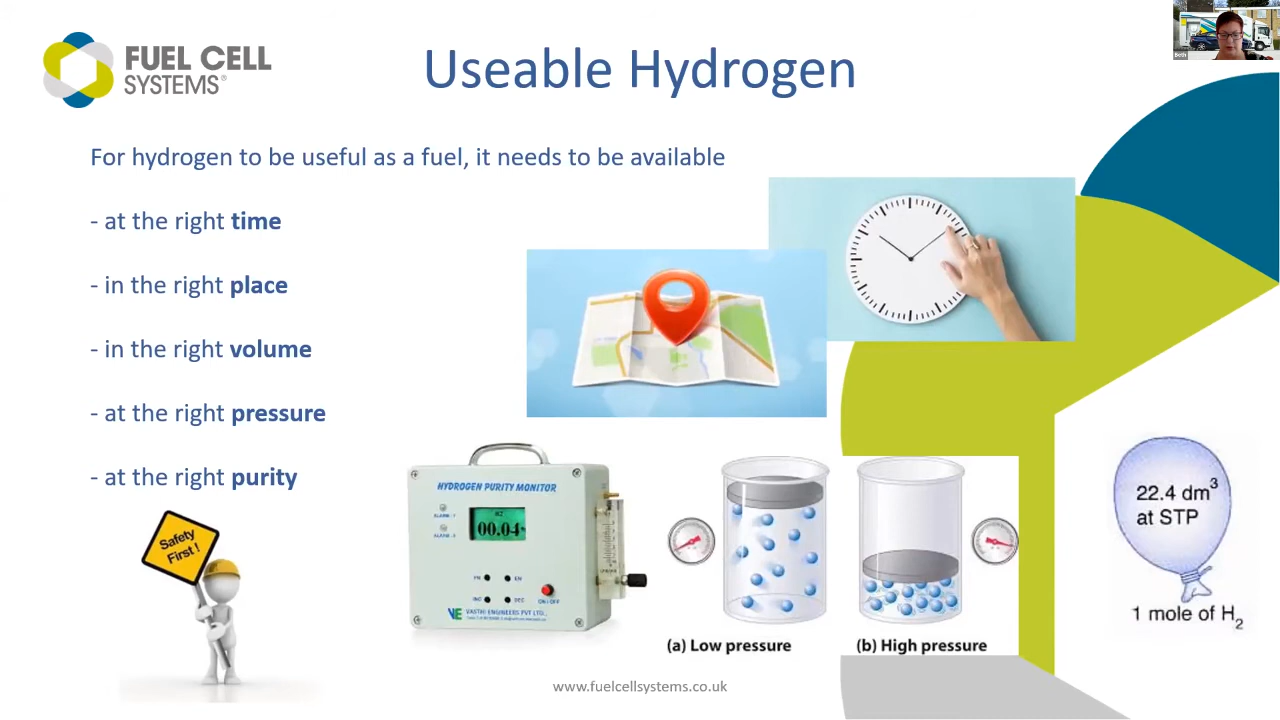 FUEL CELL
SYSTEMS®
Useable Hydrogen
Beth
For hydrogen to be useful as a fuel, it needs to be available
- at the right time
- in the right place
- in the right volume
- at the right pressure
- at the right purity
Safety
First !
HYDROGEN PURITY MONITOR
H2
00.04
ALARM - 1
ALARM - 2
FN
EN
INC
DEC
ON / OFF
VE VASTHI ENGINEERS PVT LTD.,
(a) Low pressure
(b) High pressure
22.4 dm3
at STP
1 mole of H2
www.fuelcellsystems.co.uk